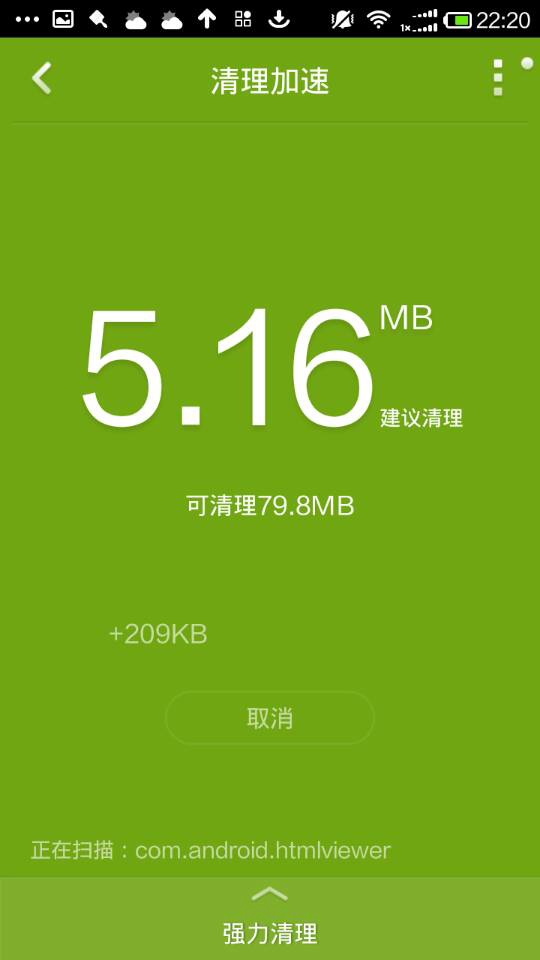 1× 22:20
清理加速
5.16 MB
建议清理
可清理79.8MB
+209KB
取消
正在扫描：com.android.htmlviewer
强力清理